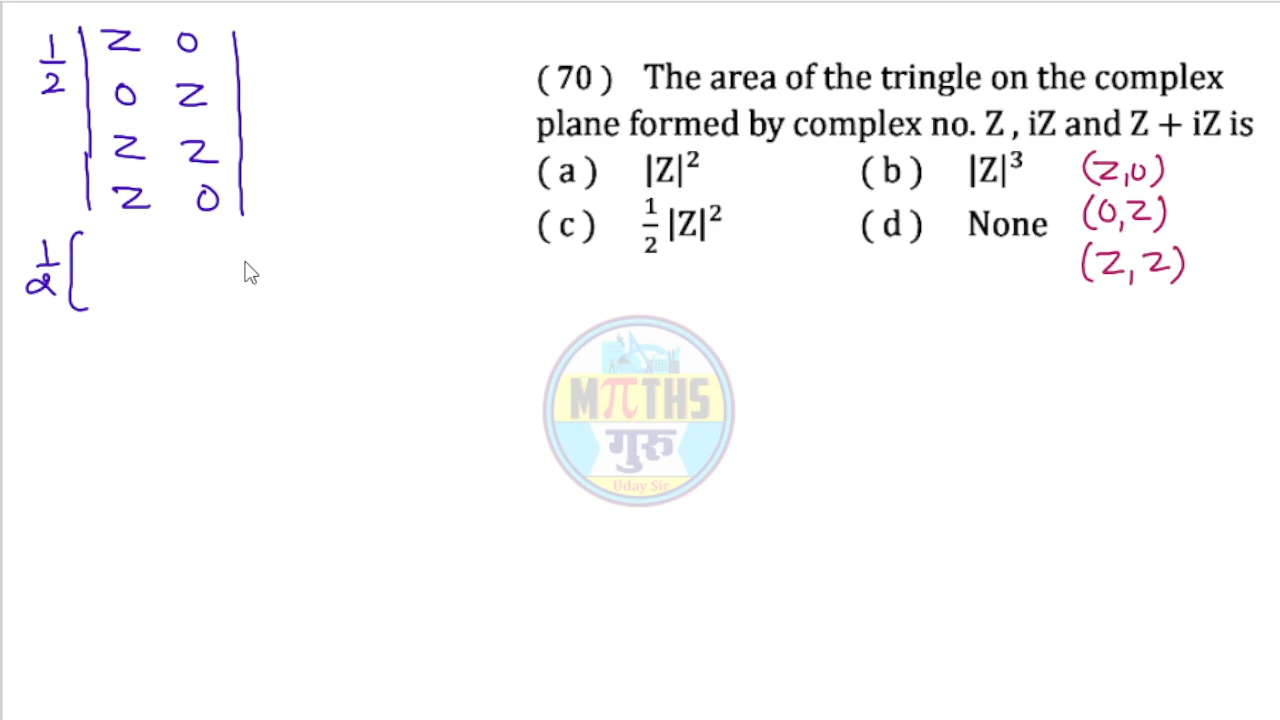 1/2 | Z 0 |
| 0 Z |
| Z Z |
| Z 0 |
1/2 [
( 70 ) The area of the tringle on the complex
plane formed by complex no. Z , iZ and Z + iZ is
( a ) |Z|² ( b ) |Z|³ (Z,0)
( c ) 1/2 |Z|² ( d ) None (0,Z)
(Z,Z)
MπTHS
गुरु
Uday Sir